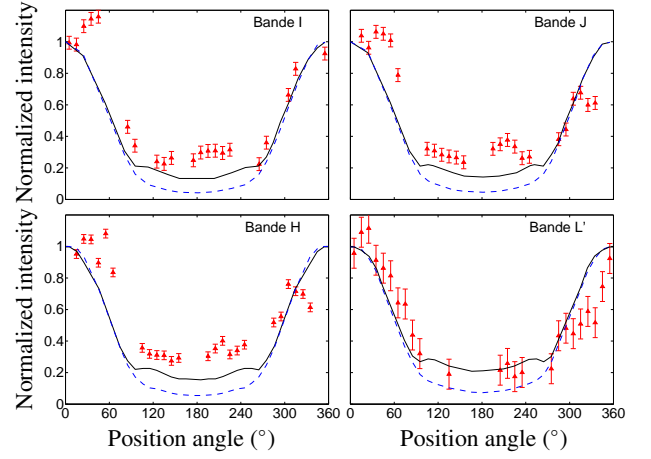 Bande I
Bande J
Normalized intensity
1
0.8
0.6
0.4
0.2
0
Bande H
Bande L'
Normalized intensity
1
0.8
0.6
0.4
0.2
0
0 60 120 180 240 300 360
0 60 120 180 240 300 360
Position angle (°)
Position angle (°)